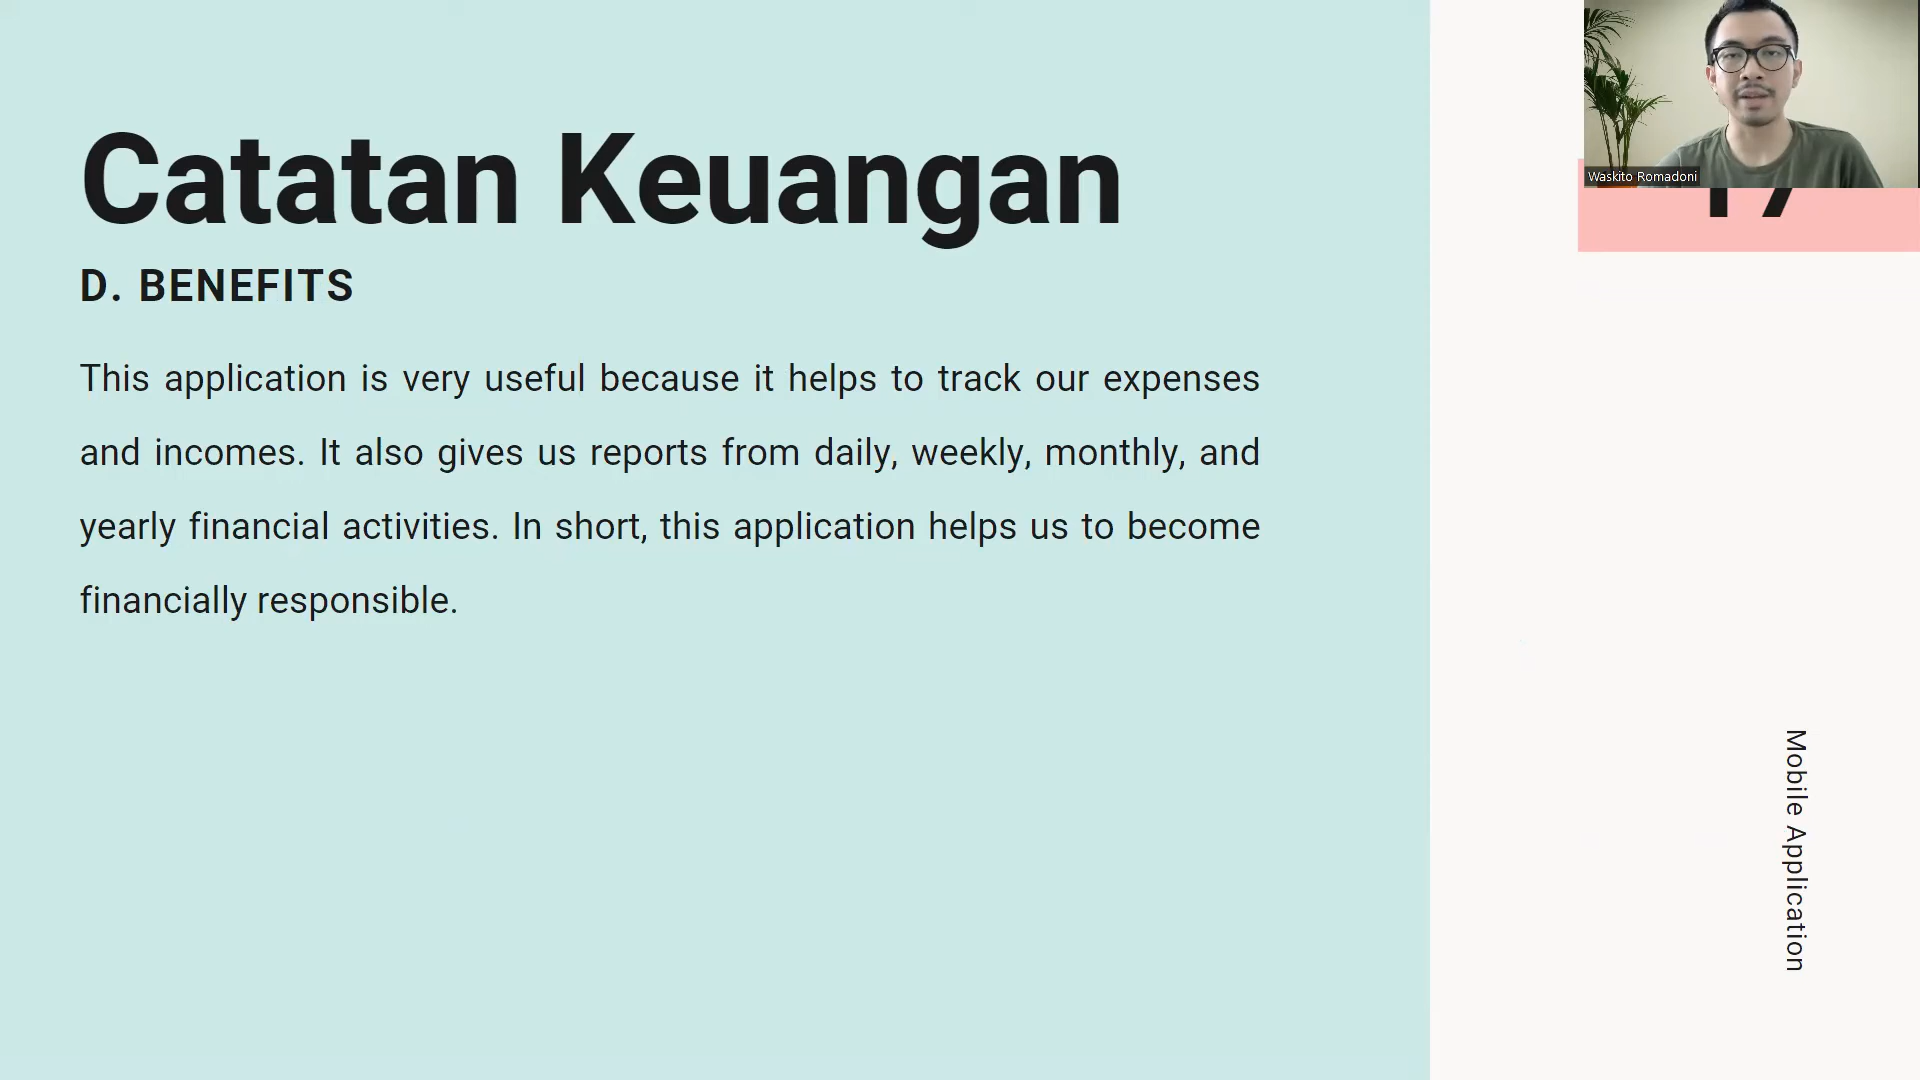 Catatan Keuangan
D. BENEFITS
This application is very useful because it helps to track our expenses
and incomes. It also gives us reports from daily, weekly, monthly, and
yearly financial activities. In short, this application helps us to become
financially responsible.
Waskito Romadoni
Mobile Application